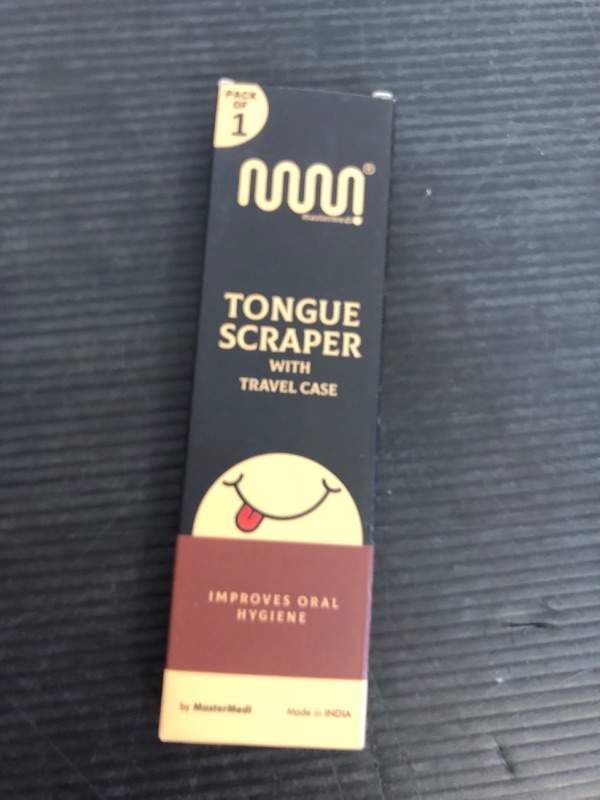 PACK
OF
1
mastermedi
TONGUE
SCRAPER
WITH
TRAVEL CASE
IMPROVES ORAL
HYGIENE
by MasterMedi Made in INDIA